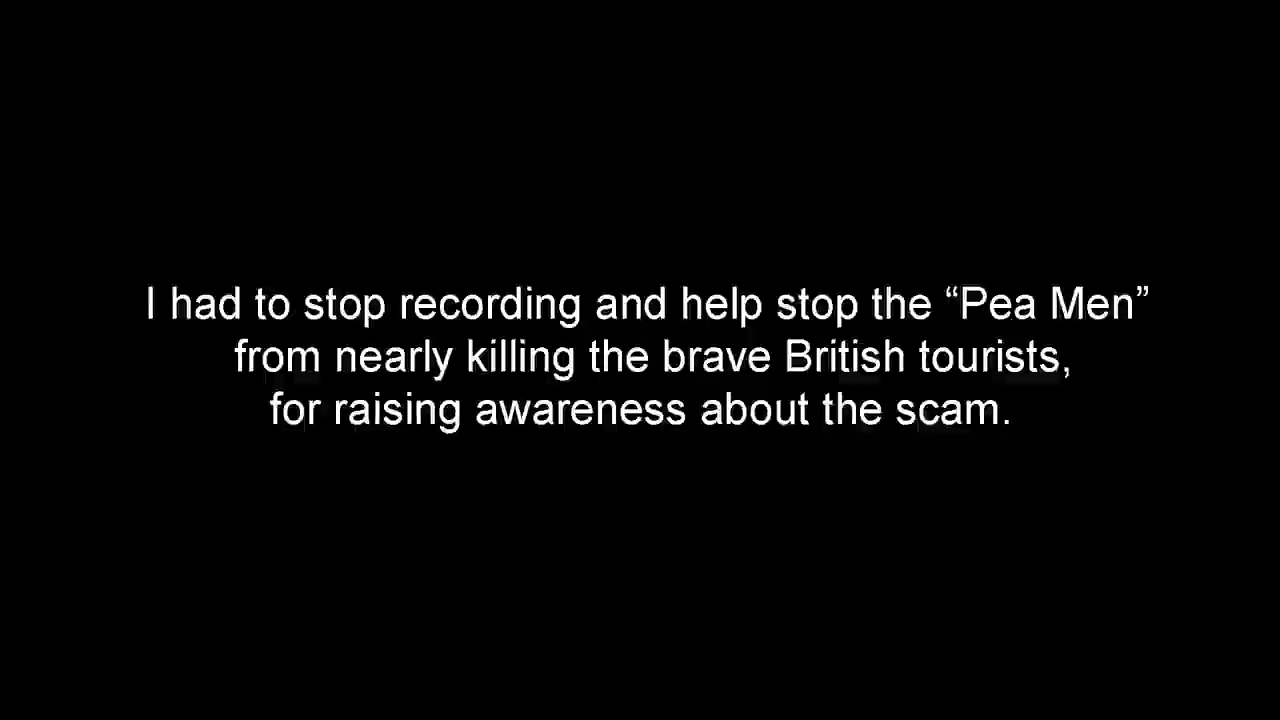 I had to stop recording and help stop the “Pea Men”
from nearly killing the brave British tourists,
for raising awareness about the scam.